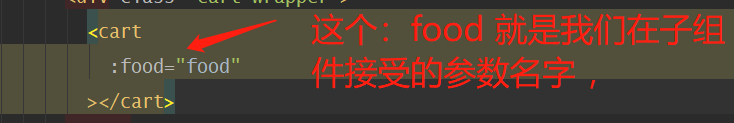 <div class="cart-wrapper">
<cart
:food="food"
></cart>
这个：food 就是我们在子组
件接受的参数名字，